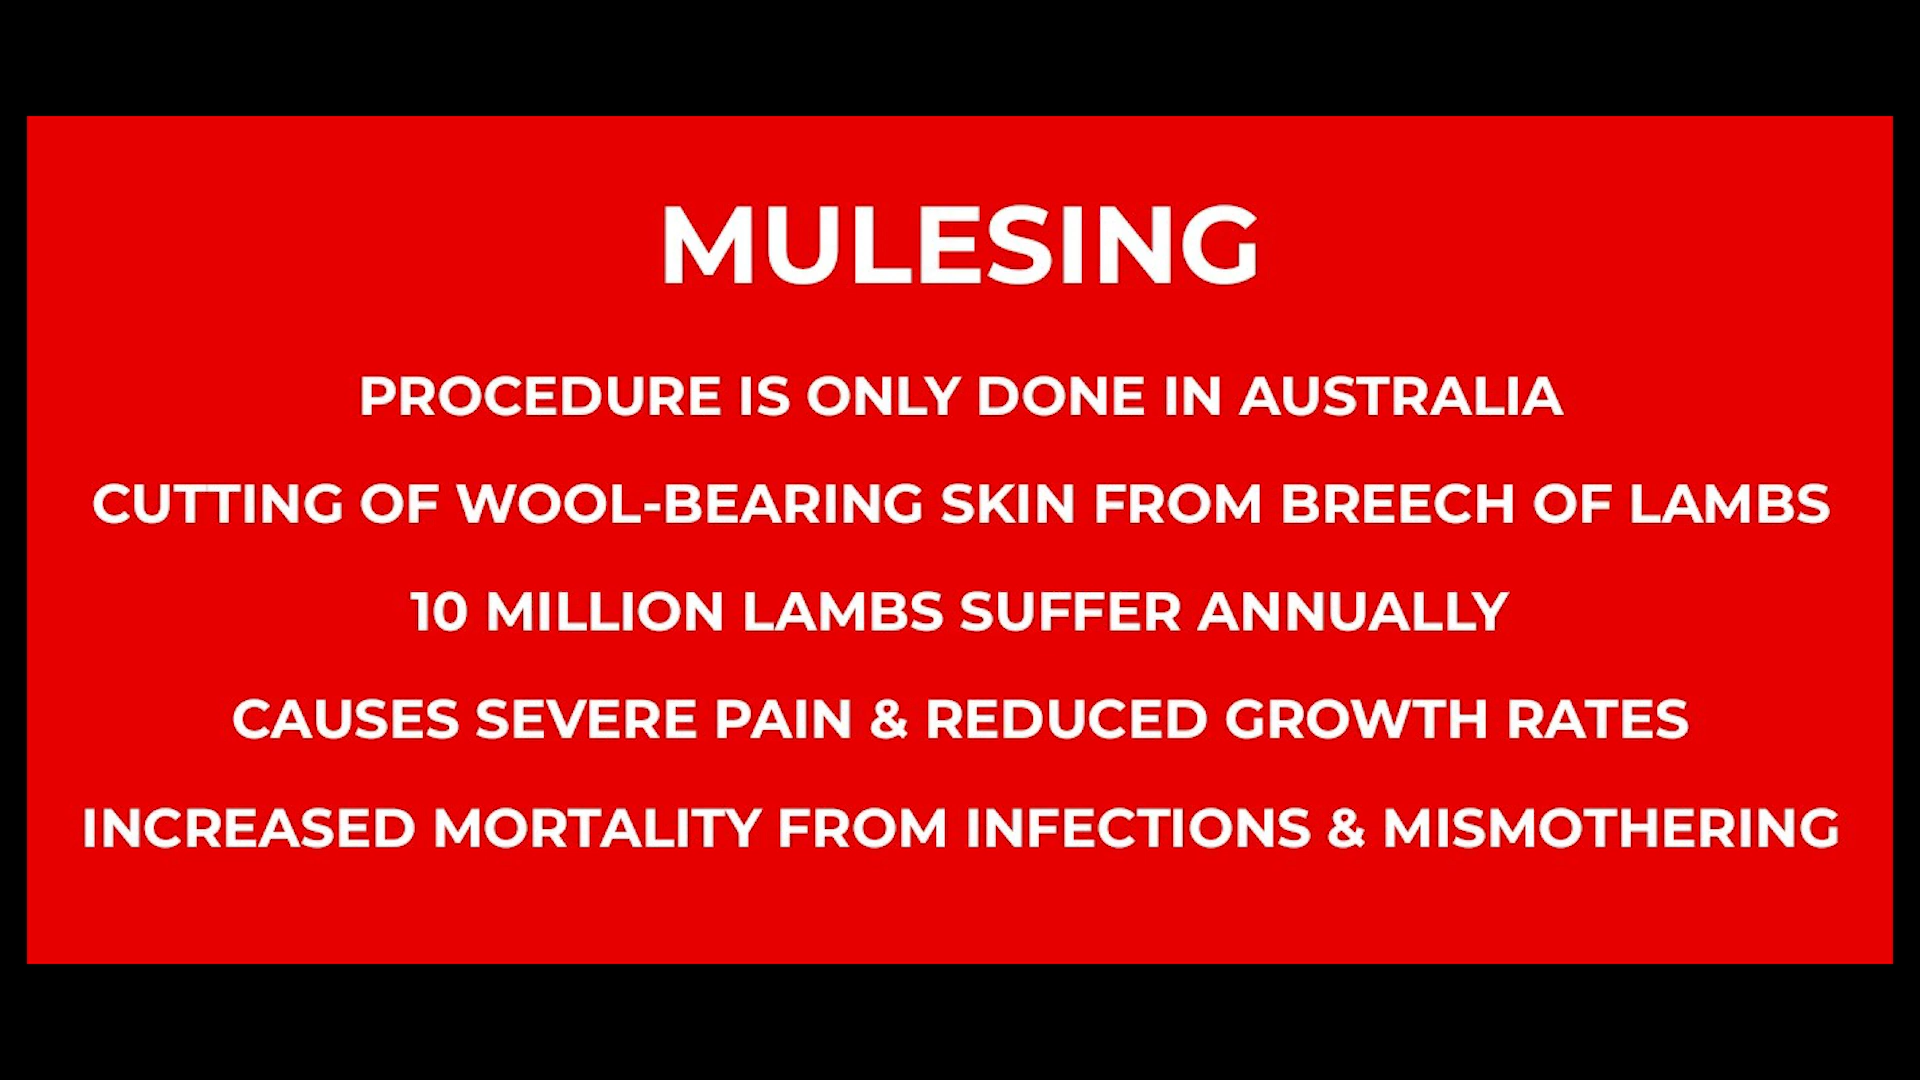 MULESING
PROCEDURE IS ONLY DONE IN AUSTRALIA
CUTTING OF WOOL-BEARING SKIN FROM BREECH OF LAMBS
10 MILLION LAMBS SUFFER ANNUALLY
CAUSES SEVERE PAIN & REDUCED GROWTH RATES
INCREASED MORTALITY FROM INFECTIONS & MISMOTHERING